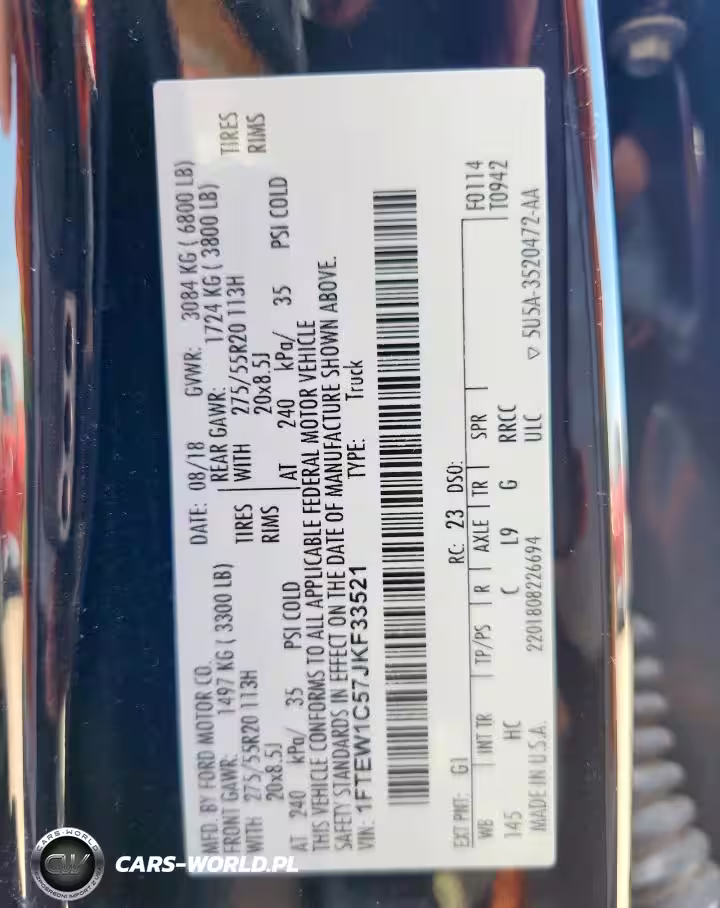 MFD. BY FORD MOTOR CO.
DATE: 08/18 GVWR: 3084 KG ( 6800 LB)
FRONT GAWR: 1497 KG ( 3300 LB) REAR GAWR: 1724 KG ( 3800 LB)
WITH 275/55R20 113H TIRES WITH 275/55R20 113H TIRES
20x8.5J RIMS 20x8.5J RIMS
AT 240 kPa/ 35 PSI COLD AT 240 kPa/ 35 PSI COLD
THIS VEHICLE CONFORMS TO ALL APPLICABLE FEDERAL MOTOR VEHICLE
SAFETY STANDARDS IN EFFECT ON THE DATE OF MANUFACTURE SHOWN ABOVE.
VIN: 1FTEW1C57JKF33521 TYPE: Truck
EXT PNT: G1 RC: 23 DSO: F0114
WB INT TR TP/PS R AXLE TR SPR T0942
145 HC C L9 G RRCC
MADE IN U.S.A. 2201808226694 ULC ▽ 5U5A-3520472-AA
CARS-WORLD
CW
CARS-WORLD.PL